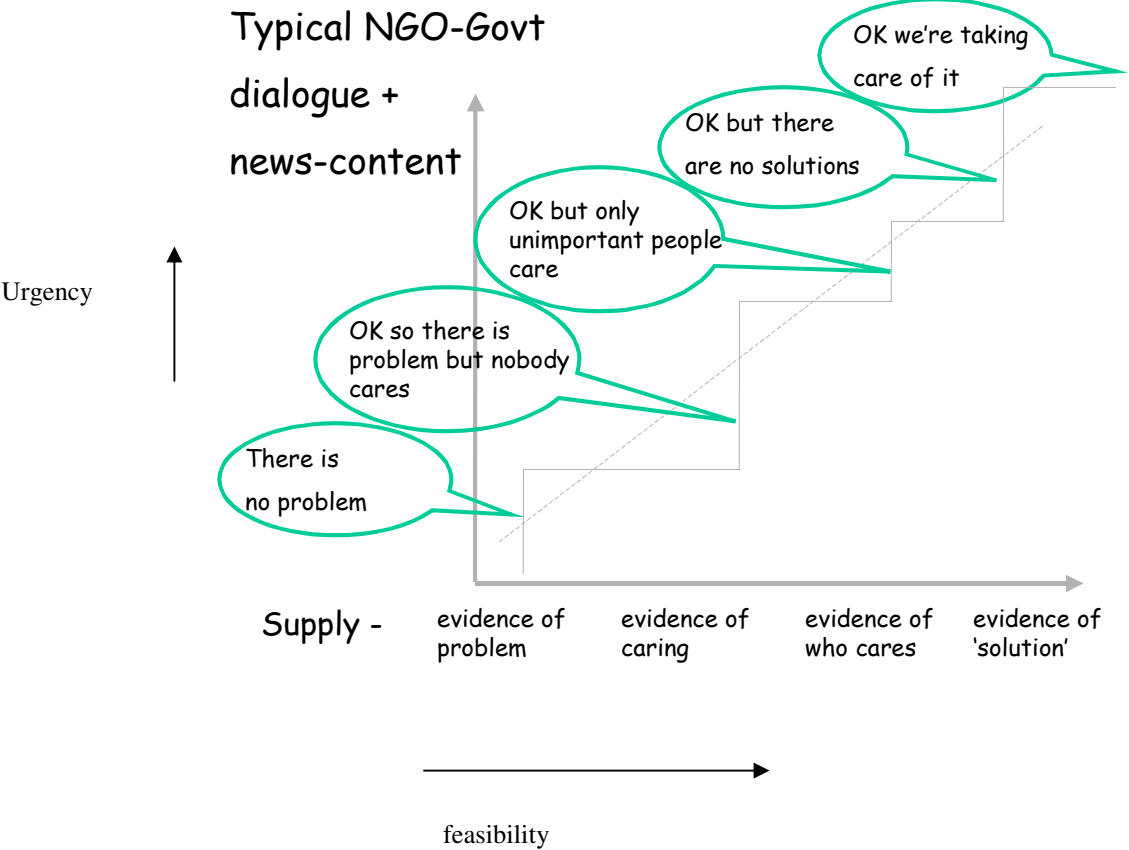 Typical NGO-Govt
dialogue +
news-content
OK we're taking
care of it
OK but there
are no solutions
OK but only
unimportant people
care
Urgency
OK so there is
problem but nobody
cares
There is
no problem
Supply -
evidence of
problem
evidence of
caring
evidence of
who cares
evidence of
‘solution’
feasibility